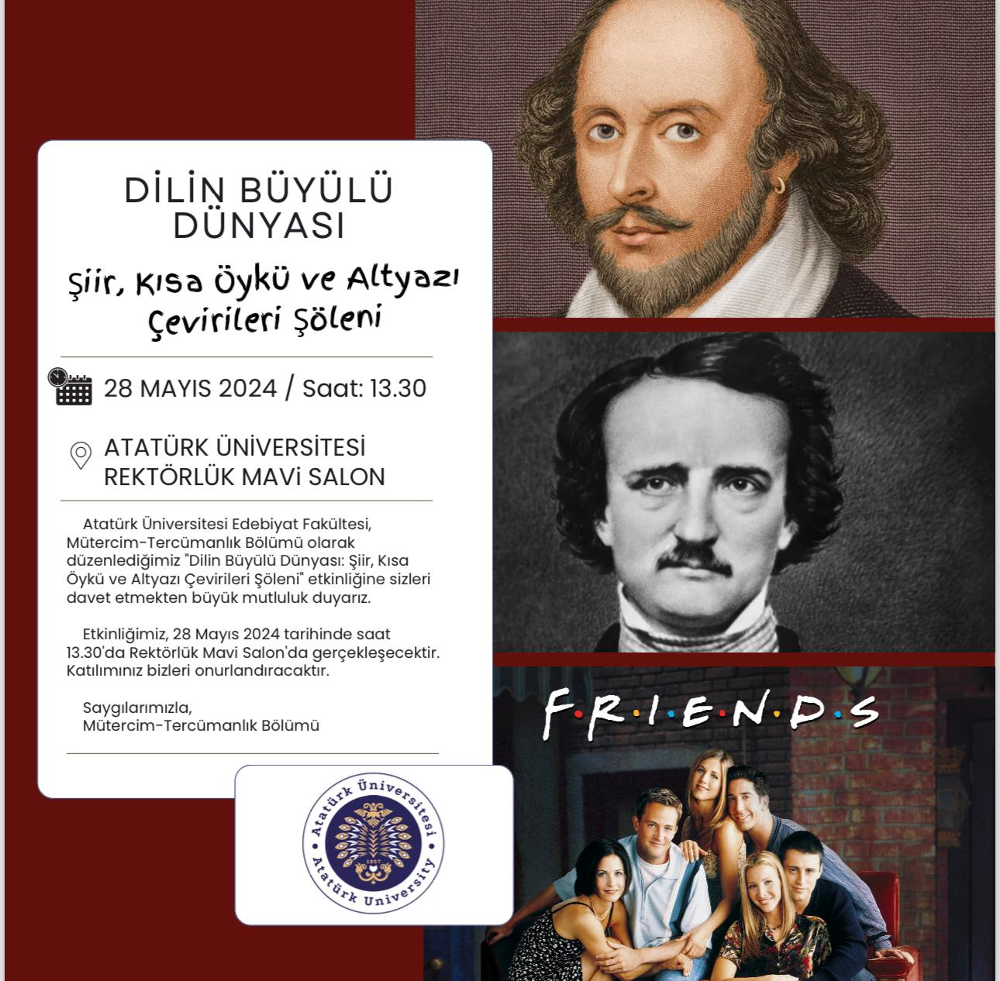 DİLİN BÜYÜLÜ
DÜNYASI
Şiir, Kısa Öykü ve Altyazı
Çevirileri Şöleni
28 MAYIS 2024 / Saat: 13.30
ATATÜRK ÜNİVERSİTESİ
REKTÖRLÜK MAVi SALON
Atatürk Üniversitesi Edebiyat Fakültesi,
Mütercim-Tercümanlık Bölümü olarak
düzenlediğimiz "Dilin Büyülü Dünyası: Şiir, Kısa
Öykü ve Altyazı Çevirileri Şöleni" etkinliğine sizleri
davet etmekten büyük mutluluk duyarız.
Etkinliğimiz, 28 Mayıs 2024 tarihinde saat
13.30'da Rektörlük Mavi Salon'da gerçekleşecektir.
Katılımınız bizleri onurlandıracaktır.
Saygılarımızla,
Mütercim-Tercümanlık Bölümü
Atatürk Üniversitesi
1957
Atatürk University
F·R·I·E·N·D·S